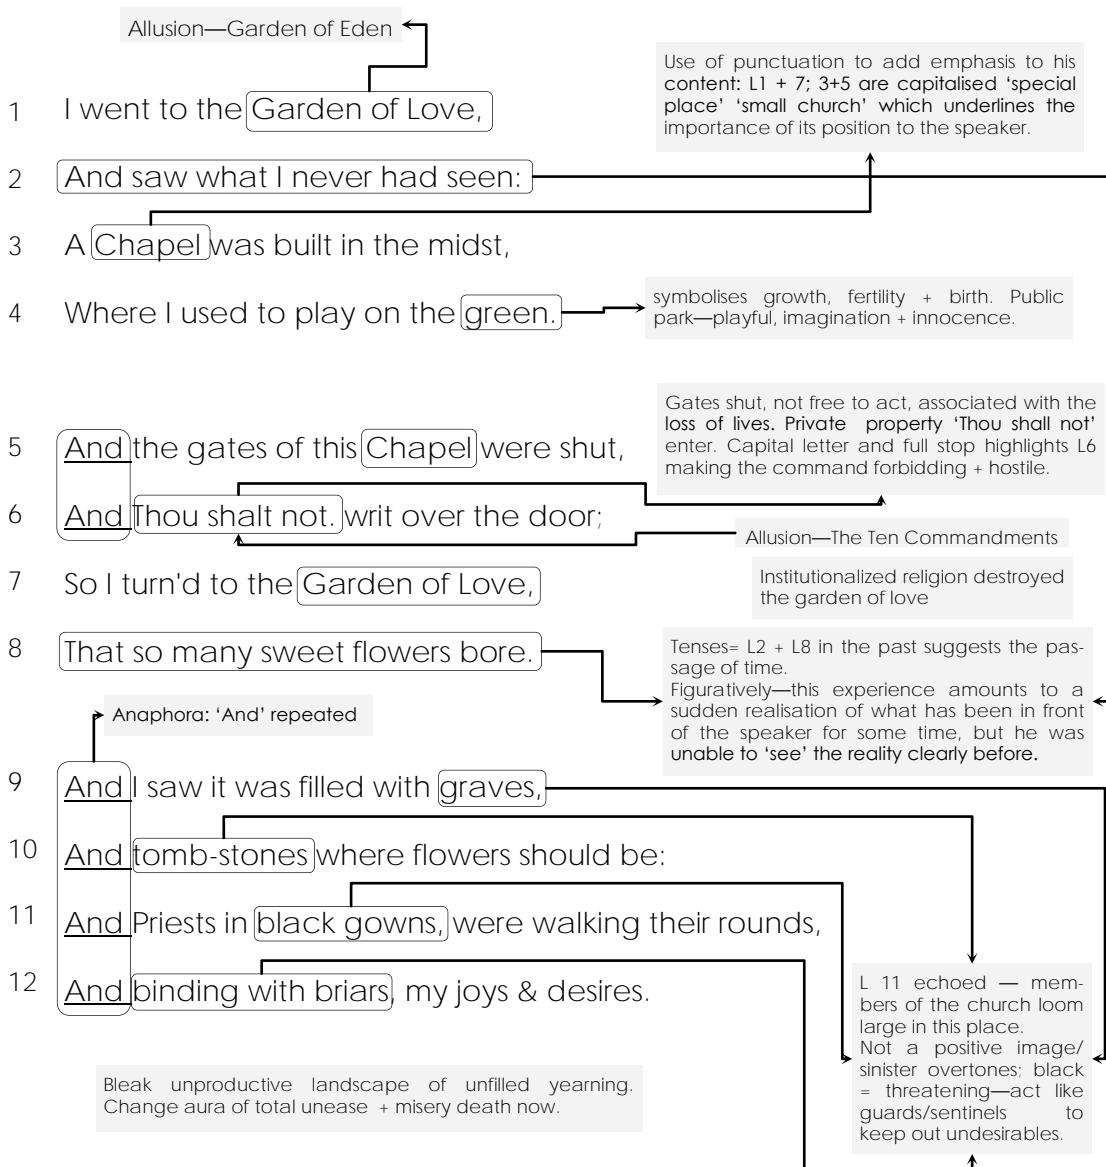 Allusion—Garden of Eden
Use of punctuation to add emphasis to his
content: L1 + 7; 3+5 are capitalised ‘special
place’ ‘small church’ which underlines the
importance of its position to the speaker.
1 I went to the Garden of Love,
2 And saw what I never had seen:
3 A Chapel was built in the midst,
4 Where I used to play on the green.
symbolises growth, fertility + birth. Public
park—playful, imagination + innocence.
Gates shut, not free to act, associated with the
loss of lives. Private property ‘Thou shall not’
enter. Capital letter and full stop highlights L6
making the command forbidding + hostile.
5 And the gates of this Chapel were shut,
6 And Thou shalt not. writ over the door;
Allusion—The Ten Commandments
Institutionalized religion destroyed
the garden of love
7 So I turn'd to the Garden of Love,
8 That so many sweet flowers bore.
Tenses= L2 + L8 in the past suggests the pas-
sage of time.
Figuratively—this experience amounts to a
sudden realisation of what has been in front
of the speaker for some time, but he was
unable to ‘see’ the reality clearly before.
Anaphora: ‘And’ repeated
9 And I saw it was filled with graves,
10 And tomb-stones where flowers should be:
11 And Priests in black gowns, were walking their rounds,
12 And binding with briars, my joys & desires.
L 11 echoed — mem-
bers of the church loom
large in this place.
Not a positive image/
sinister overtones; black
= threatening—act like
guards/sentinels to
keep out undesirables.
Bleak unproductive landscape of unfilled yearning.
Change aura of total unease + misery death now.